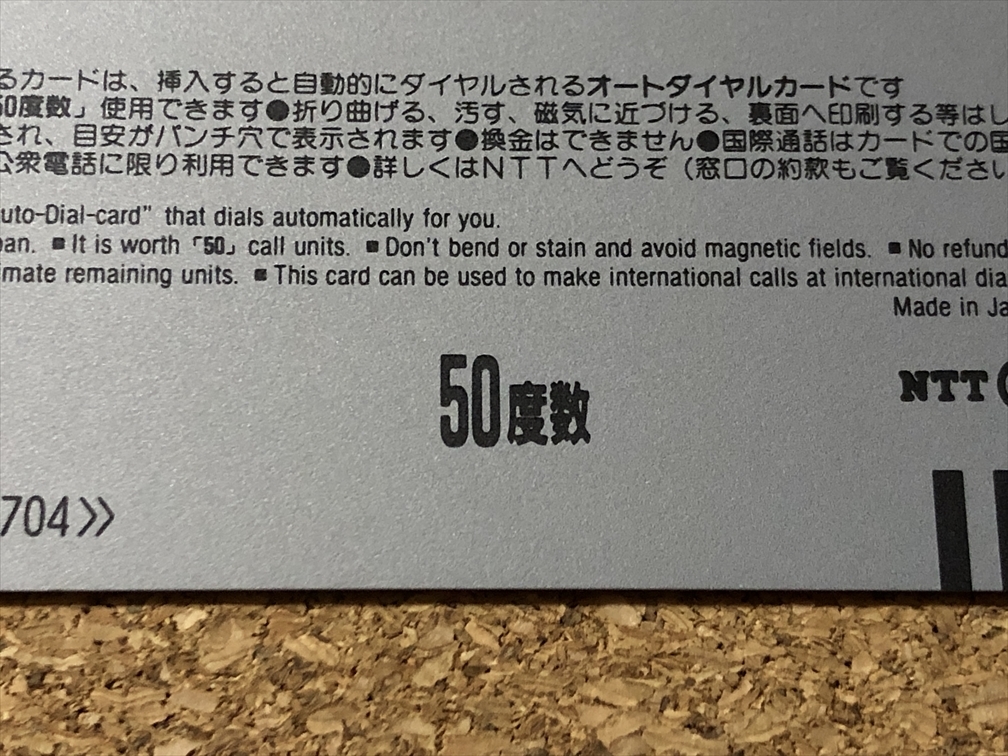 るカードは、挿入すると自動的にダイヤルされるオートダイヤルカードです
50度数」使用できます●折り曲げる、汚す、磁気に近づける、裏面へ印刷する等はし
され、目安がパンチ穴で表示されます●換金はできません●国際通話はカードでの国
公衆電話に限り利用できます●詳しくはNTTへどうぞ（窓口の約款もご覧ください
uto-Dial-card" that dials automatically for you.
pan. ■It is worth 「50」 call units. ■Don't bend or stain and avoid magnetic fields. ■No refund
imate remaining units. ■This card can be used to make international calls at international dia
Made in Ja
50度数
NTT
704》